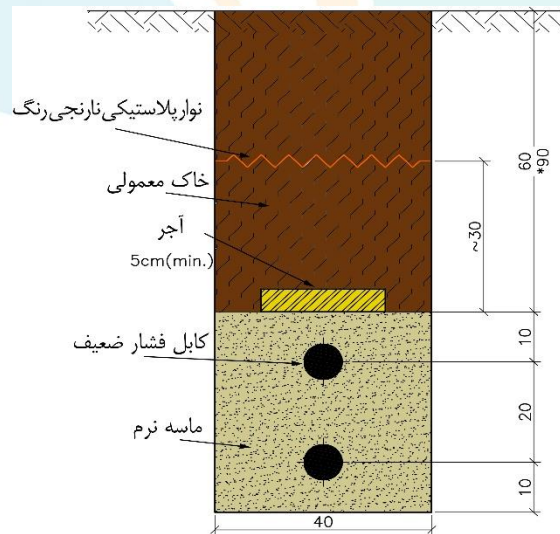 نوارپلاستیکی نارنجی رنگ
خاک معمولی
آجر
5cm(min.)
کابل فشار ضعیف
ماسه نرم
60
*90
~30
10
20
10
40